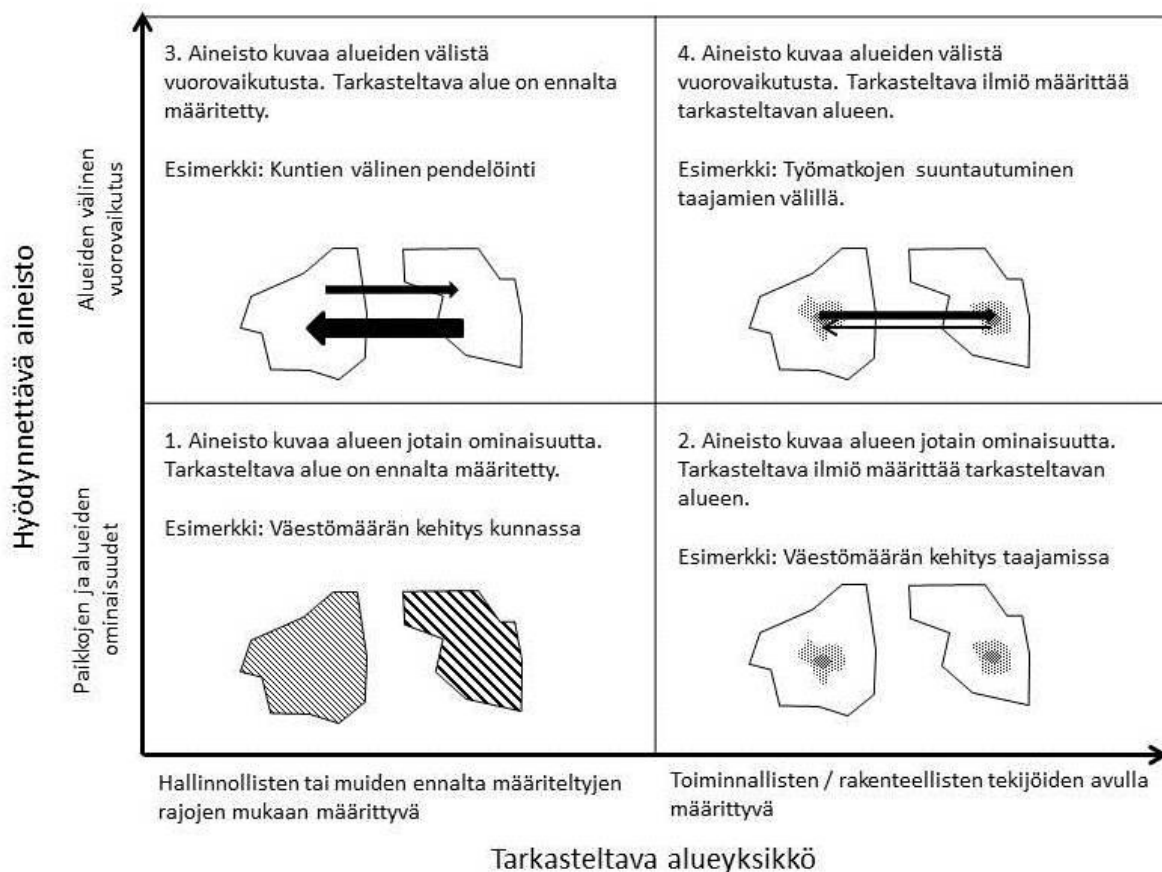 3. Aineisto kuvaa alueiden välistä
vuorovaikutusta. Tarkasteltava alue on ennalta
määritetty.
Esimerkki: Kuntien välinen pendelöinti
4. Aineisto kuvaa alueiden välistä
vuorovaikutusta. Tarkasteltava ilmiö määrittää
tarkasteltavan alueen.
Esimerkki: Työmatkojen suuntautuminen
taajamien välillä.
Hyödynnettävä aineisto
Alueiden välinen
vuorovaikutus
1. Aineisto kuvaa alueen jotain ominaisuutta.
Tarkasteltava alue on ennalta määritetty.
Esimerkki: Väestömäärän kehitys kunnassa
2. Aineisto kuvaa alueen jotain ominaisuutta.
Tarkasteltava ilmiö määrittää tarkasteltavan
alueen.
Esimerkki: Väestömäärän kehitys taajamissa
Paikkojen ja alueiden
ominaisuudet
Hallinnollisten tai muiden ennalta määriteltyjen
rajojen mukaan määrittyvä
Toiminnallisten / rakenteellisten tekijöiden avulla
määrittyvä
Tarkasteltava alueyksikkö